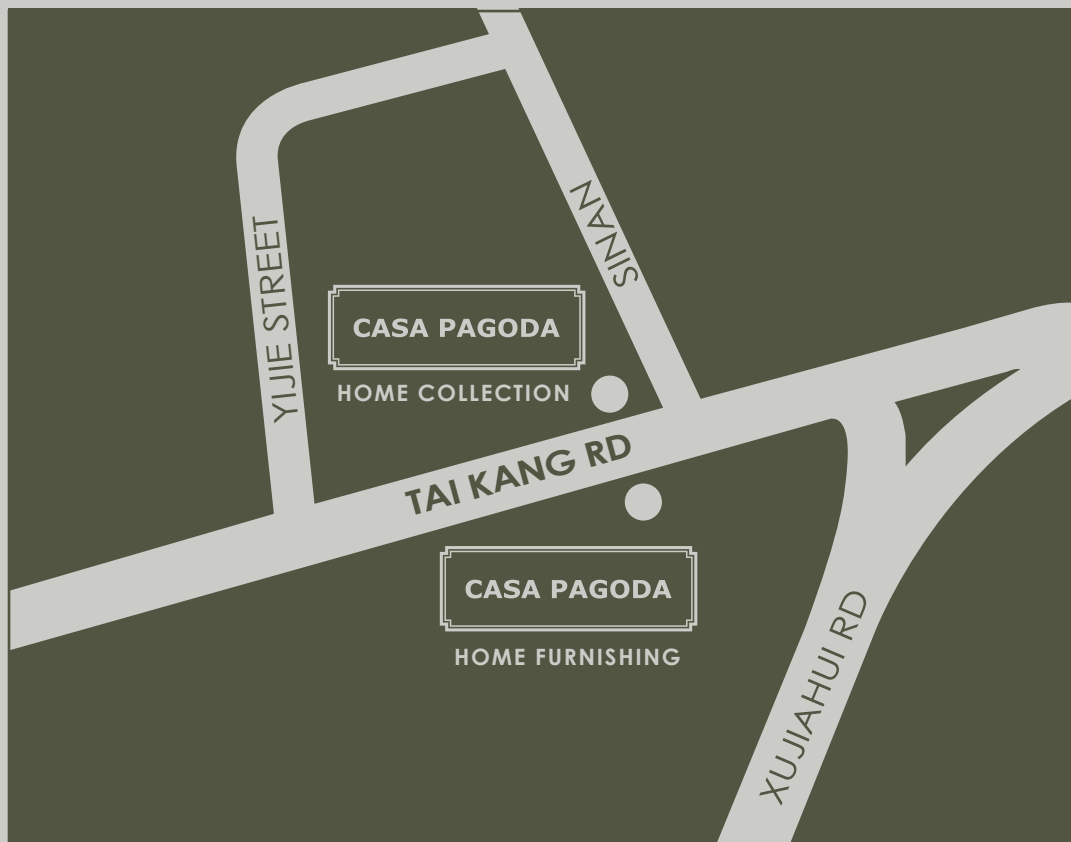 SINAN
YIJIE STREET
CASA PAGODA
HOME COLLECTION
TAI KANG RD
CASA PAGODA
HOME FURNISHING
XUJIAHUI RD